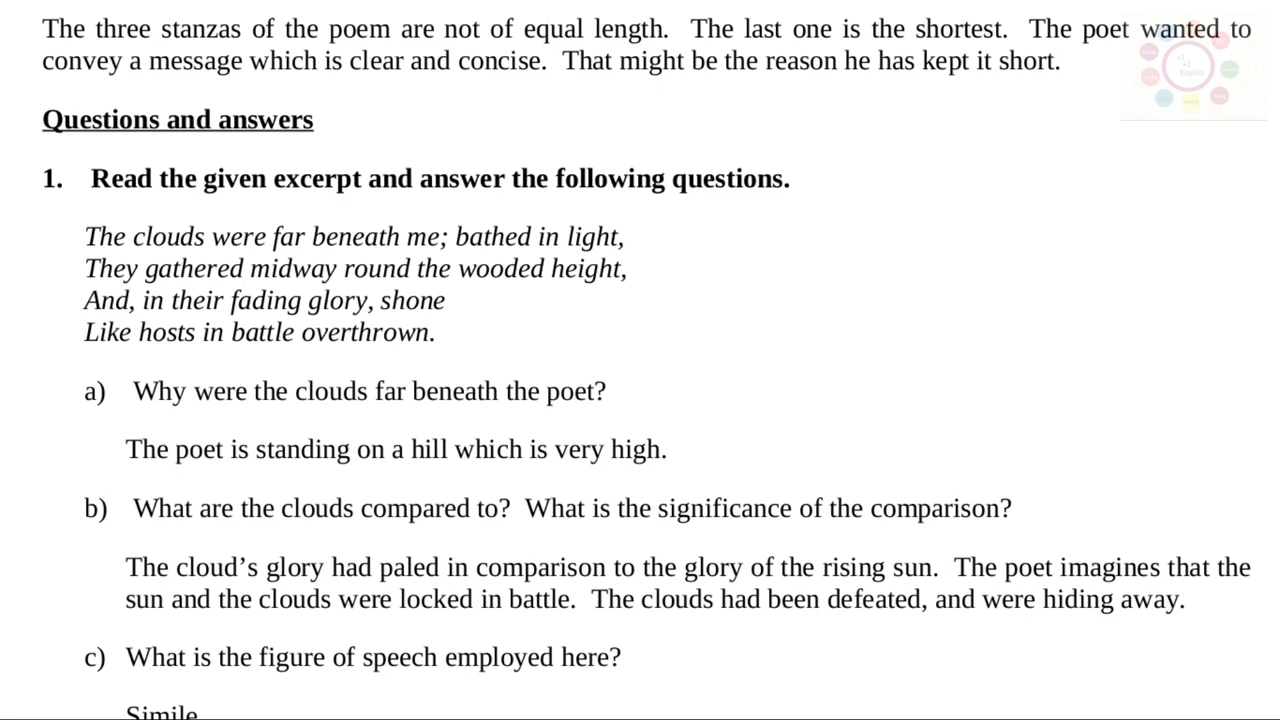 The three stanzas of the poem are not of equal length. The last one is the shortest. The poet wanted to
convey a message which is clear and concise. That might be the reason he has kept it short.
+1
+2
English
Questions and answers
1. Read the given excerpt and answer the following questions.
The clouds were far beneath me; bathed in light,
They gathered midway round the wooded height,
And, in their fading glory, shone
Like hosts in battle overthrown.
a) Why were the clouds far beneath the poet?
The poet is standing on a hill which is very high.
b) What are the clouds compared to? What is the significance of the comparison?
The cloud’s glory had paled in comparison to the glory of the rising sun. The poet imagines that the
sun and the clouds were locked in battle. The clouds had been defeated, and were hiding away.
c) What is the figure of speech employed here?
Simile